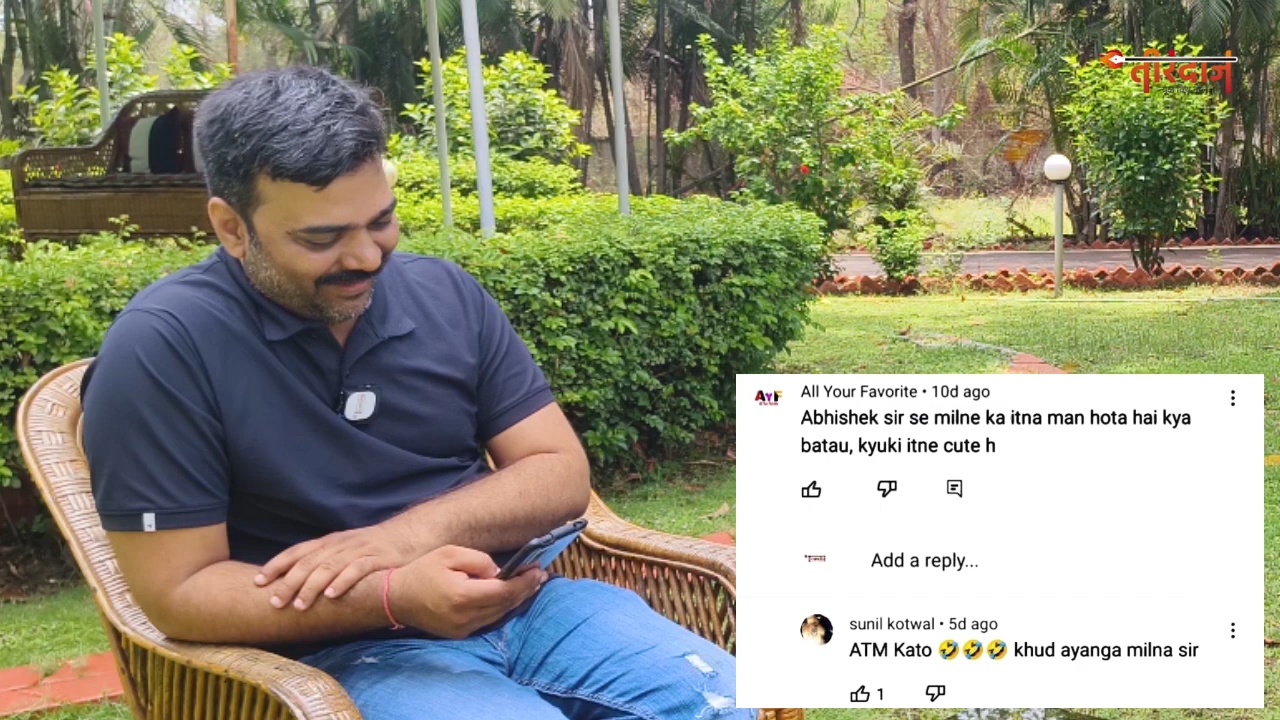 तीरंदाज़
AYF
All Your Favorite • 10d ago
Abhishek sir se milne ka itna man hota hai kya
batau, kyuki itne cute h
Add a reply...
sunil kotwal • 5d ago
ATM Kato 🤣🤣🤣 khud ayanga milna sir
1